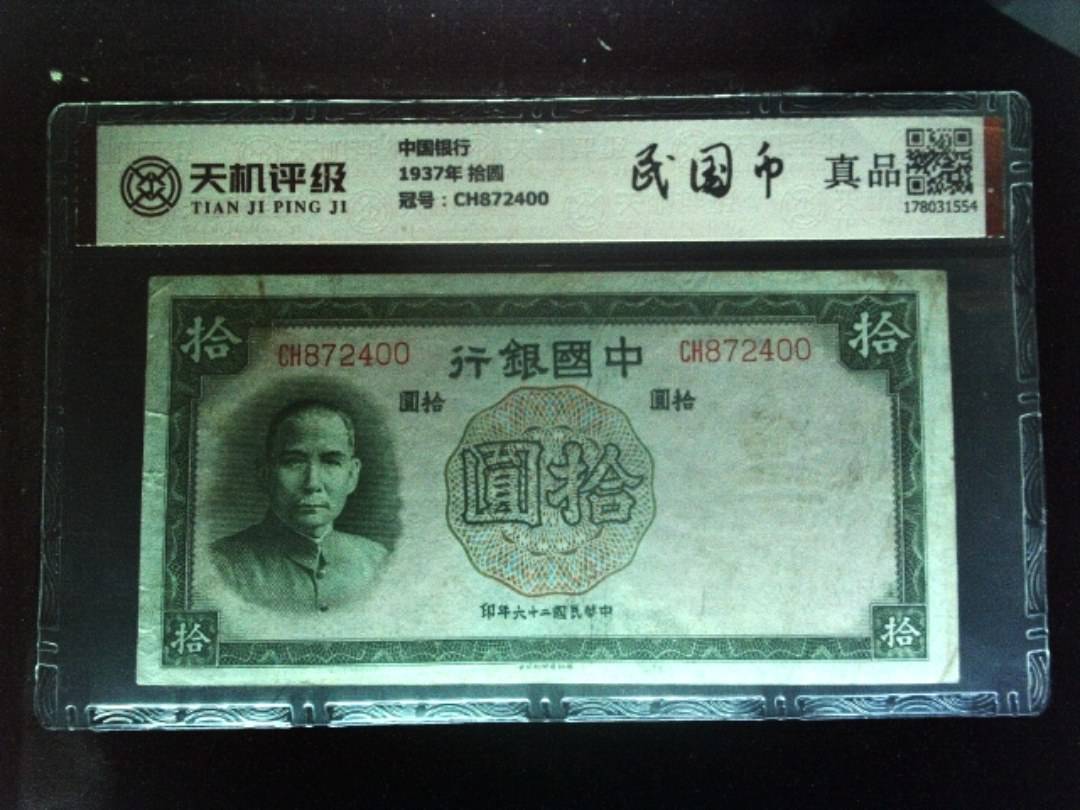 天机评级
TIAN JI PING JI
中国银行
1937年 拾圆
冠号：CH872400
民国币
真品
178031554
拾
拾
CH872400
中國銀行
CH872400
拾圓
拾圓
拾圓
中華民國二十六年印
拾
拾